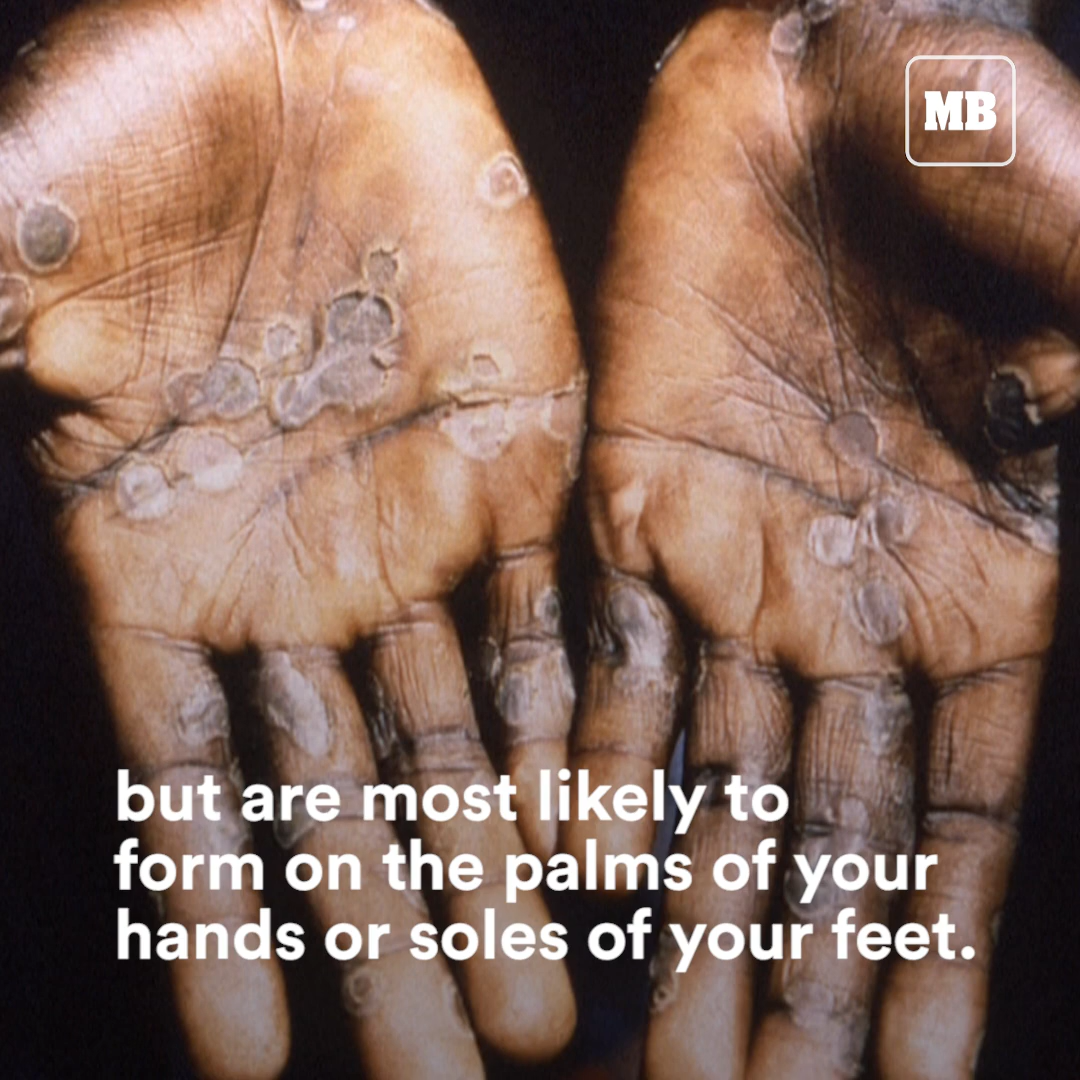 MB
but are most likely to
form on the palms of your
hands or soles of your feet.